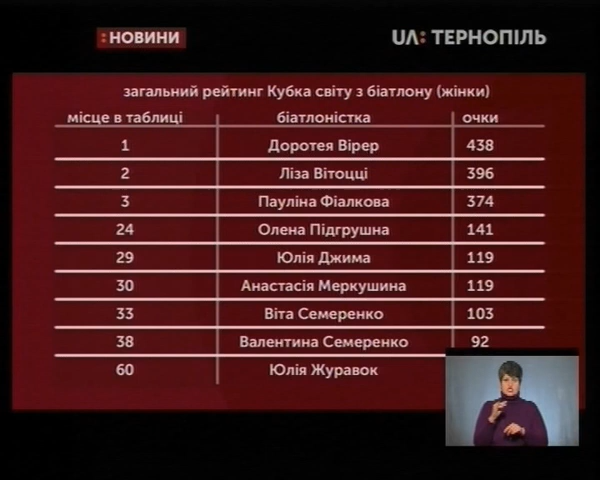 :НОВИНИ
UA: ТЕРНОПІЛЬ
загальний рейтинг Кубка світу з біатлону (жінки)
місце в таблиці біатлоністка очки
1 Доротея Вірер 438
2 Ліза Вітоцці 396
3 Пауліна Фіалкова 374
24 Олена Підгрушна 141
29 Юлія Джима 119
30 Анастасія Меркушина 119
33 Віта Семеренко 103
38 Валентина Семеренко 92
60 Юлія Журавок